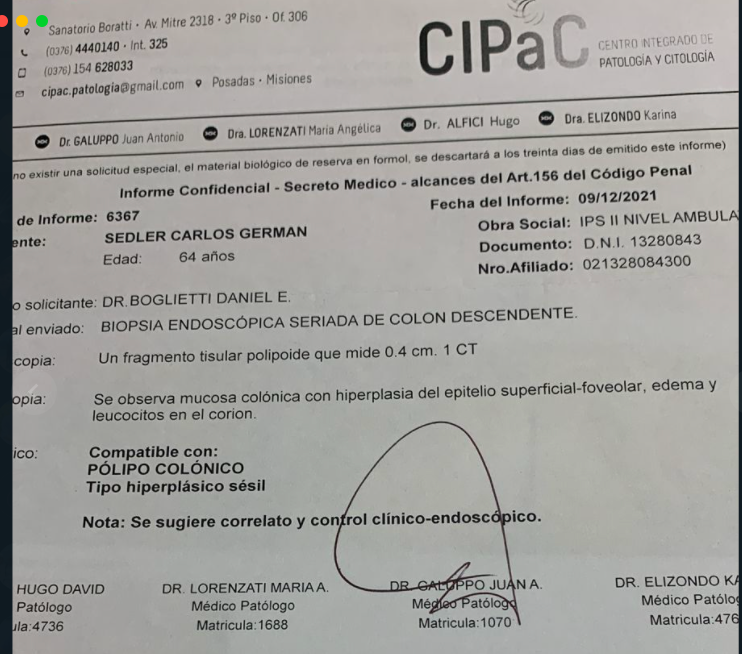 Sanatorio Boratti · Av. Mitre 2318 · 3º Piso · Of. 306
(0376) 4440140 · Int. 325
(0376) 154 628033
cipac.patologia@gmail.com Posadas · Misiones
CIPaC
CENTRO INTEGRADO DE
PATOLOGÍA Y CITOLOGÍA
Dr. GALUPPO Juan Antonio Dra. LORENZATI María Angélica Dr. ALFICI Hugo Dra. ELIZONDO Karina
no existir una solicitud especial, el material biológico de reserva en formol, se descartará a los treinta dias de emitido este informe)
Informe Confidencial - Secreto Medico - alcances del Art.156 del Código Penal
de Informe: 6367 Fecha del Informe: 09/12/2021
ente: SEDLER CARLOS GERMAN Obra Social: IPS II NIVEL AMBULA
Edad: 64 años Documento: D.N.I. 13280843
Nro.Afiliado: 021328084300
o solicitante: DR.BOGLIETTI DANIEL E.
al enviado: BIOPSIA ENDOSCÓPICA SERIADA DE COLON DESCENDENTE.
copia: Un fragmento tisular polipoide que mide 0.4 cm. 1 CT
opia: Se observa mucosa colónica con hiperplasia del epitelio superficial-foveolar, edema y
leucocitos en el corion.
ico: Compatible con:
PÓLIPO COLÓNICO
Tipo hiperplásico sésil
Nota: Se sugiere correlato y control clínico-endoscópico.
HUGO DAVID DR. LORENZATI MARIA A. DR. GALUPPO JUAN A. DR. ELIZONDO KA
Patólogo Médico Patólogo Médico Patólogo Médico Patólog
ula:4736 Matricula:1688 Matricula:1070 Matricula:476